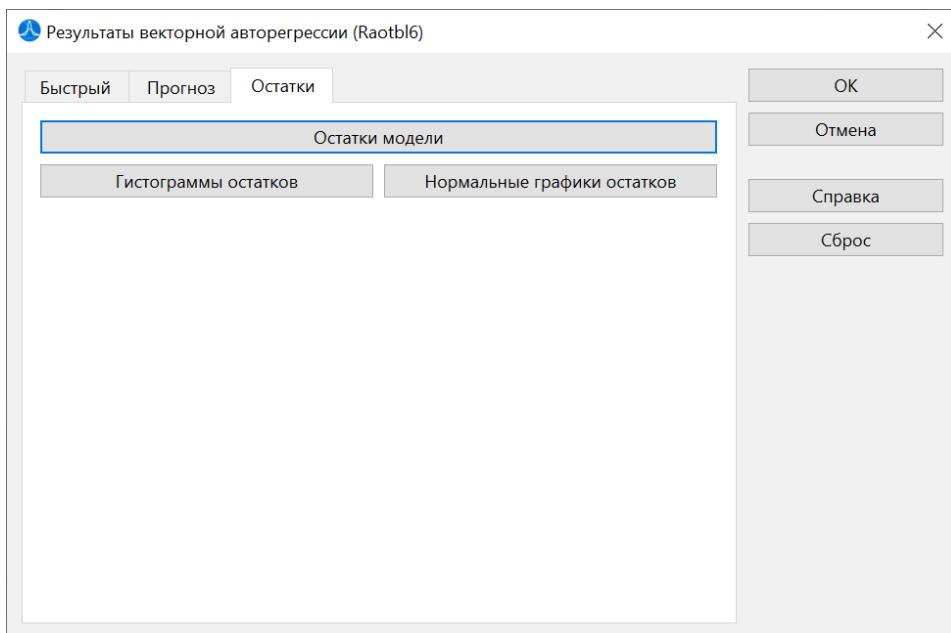 Результаты векторной авторегрессии (Raotbl6)
Быстрый
Прогноз
Остатки
Остатки модели
Гистограммы остатков
Нормальные графики остатков
OK
Отмена
Справка
Сброс